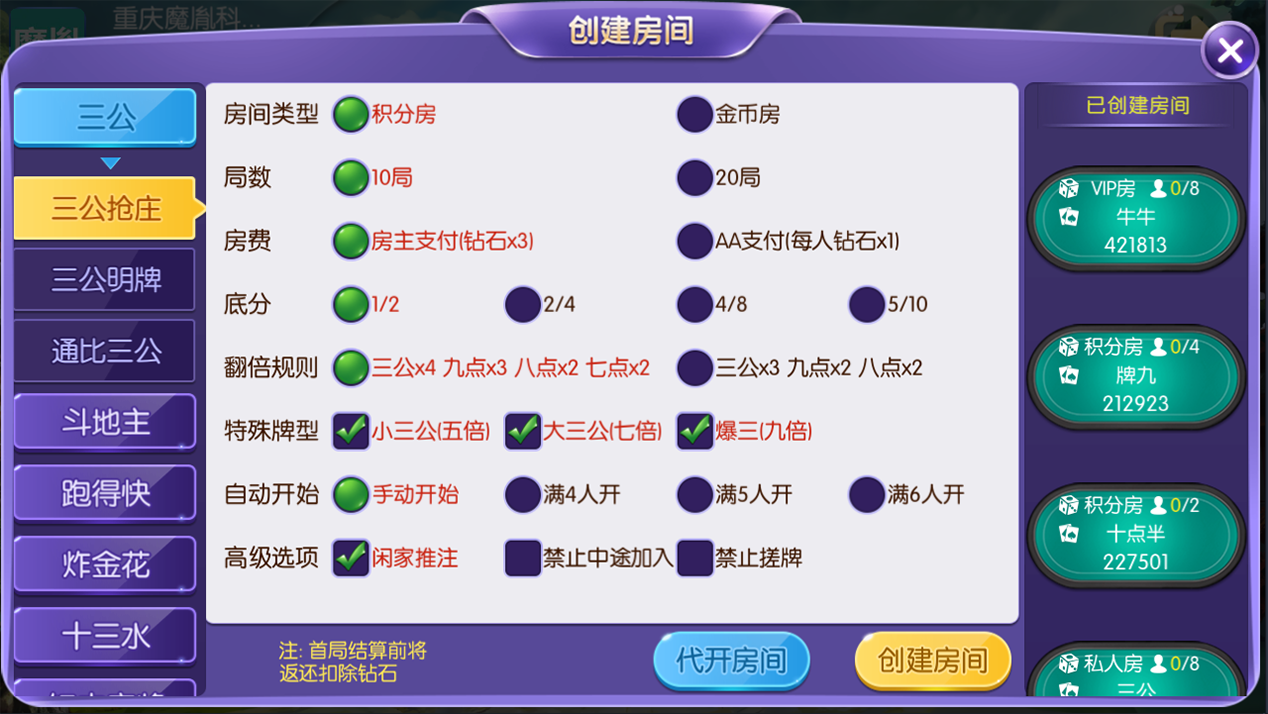 重庆魔胤科...
创建房间
三公
三公抢庄
三公明牌
通比三公
斗地主
跑得快
炸金花
十三水
房间类型 积分房 金币房
局数 10局 20局
房费 房主支付(钻石x3) AA支付(每人钻石x1)
底分 1/2 2/4 4/8 5/10
翻倍规则 三公x4 九点x3 八点x2 七点x2 三公x3 九点x2 八点x2
特殊牌型 小三公(五倍) 大三公(七倍) 爆三(九倍)
自动开始 手动开始 满4人开 满5人开 满6人开
高级选项 闲家推注 禁止中途加入 禁止搓牌
注: 首局结算前将
返还扣除钻石
代开房间
创建房间
已创建房间
VIP房 0/8
牛牛
421813
积分房 0/4
牌九
212923
积分房 0/2
十点半
227501
私人房 0/8
三公